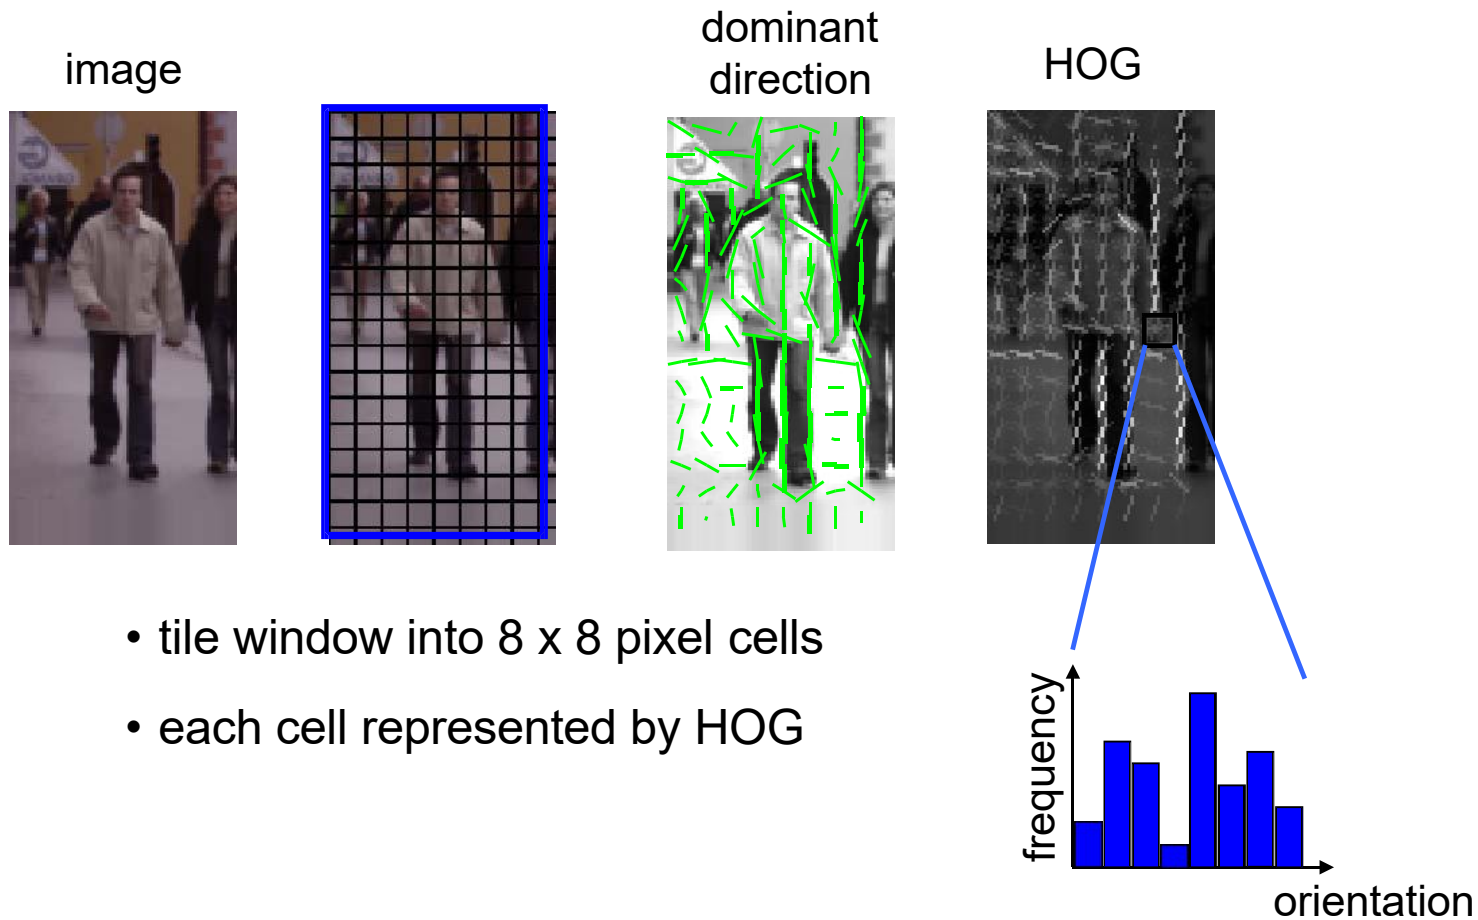 image
dominant
direction
HOG
• tile window into 8 x 8 pixel cells
• each cell represented by HOG
frequency
orientation